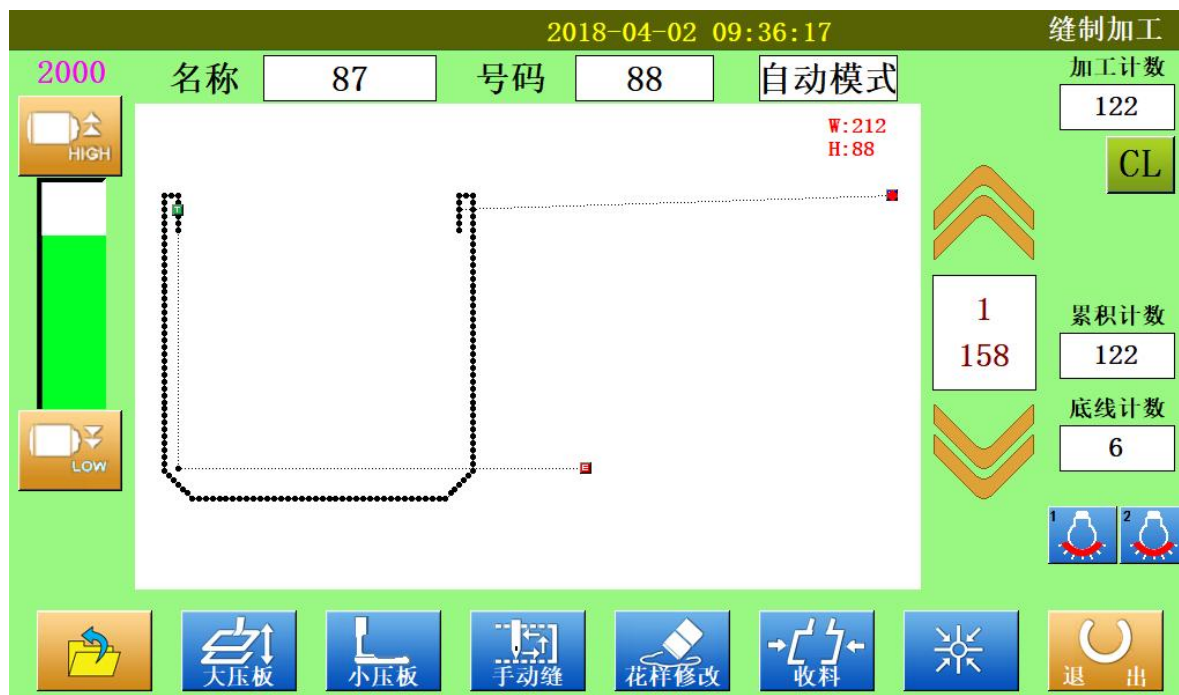 2018-04-02 09:36:17 缝制加工
2000 名称 87 号码 88 自动模式 加工计数
122
W:212
H:88
HIGH
CL
T
1
158
累积计数
122
底线计数
6
LOW
E
1 2
大压板 小压板 手动缝 花样修改 收料 退 出